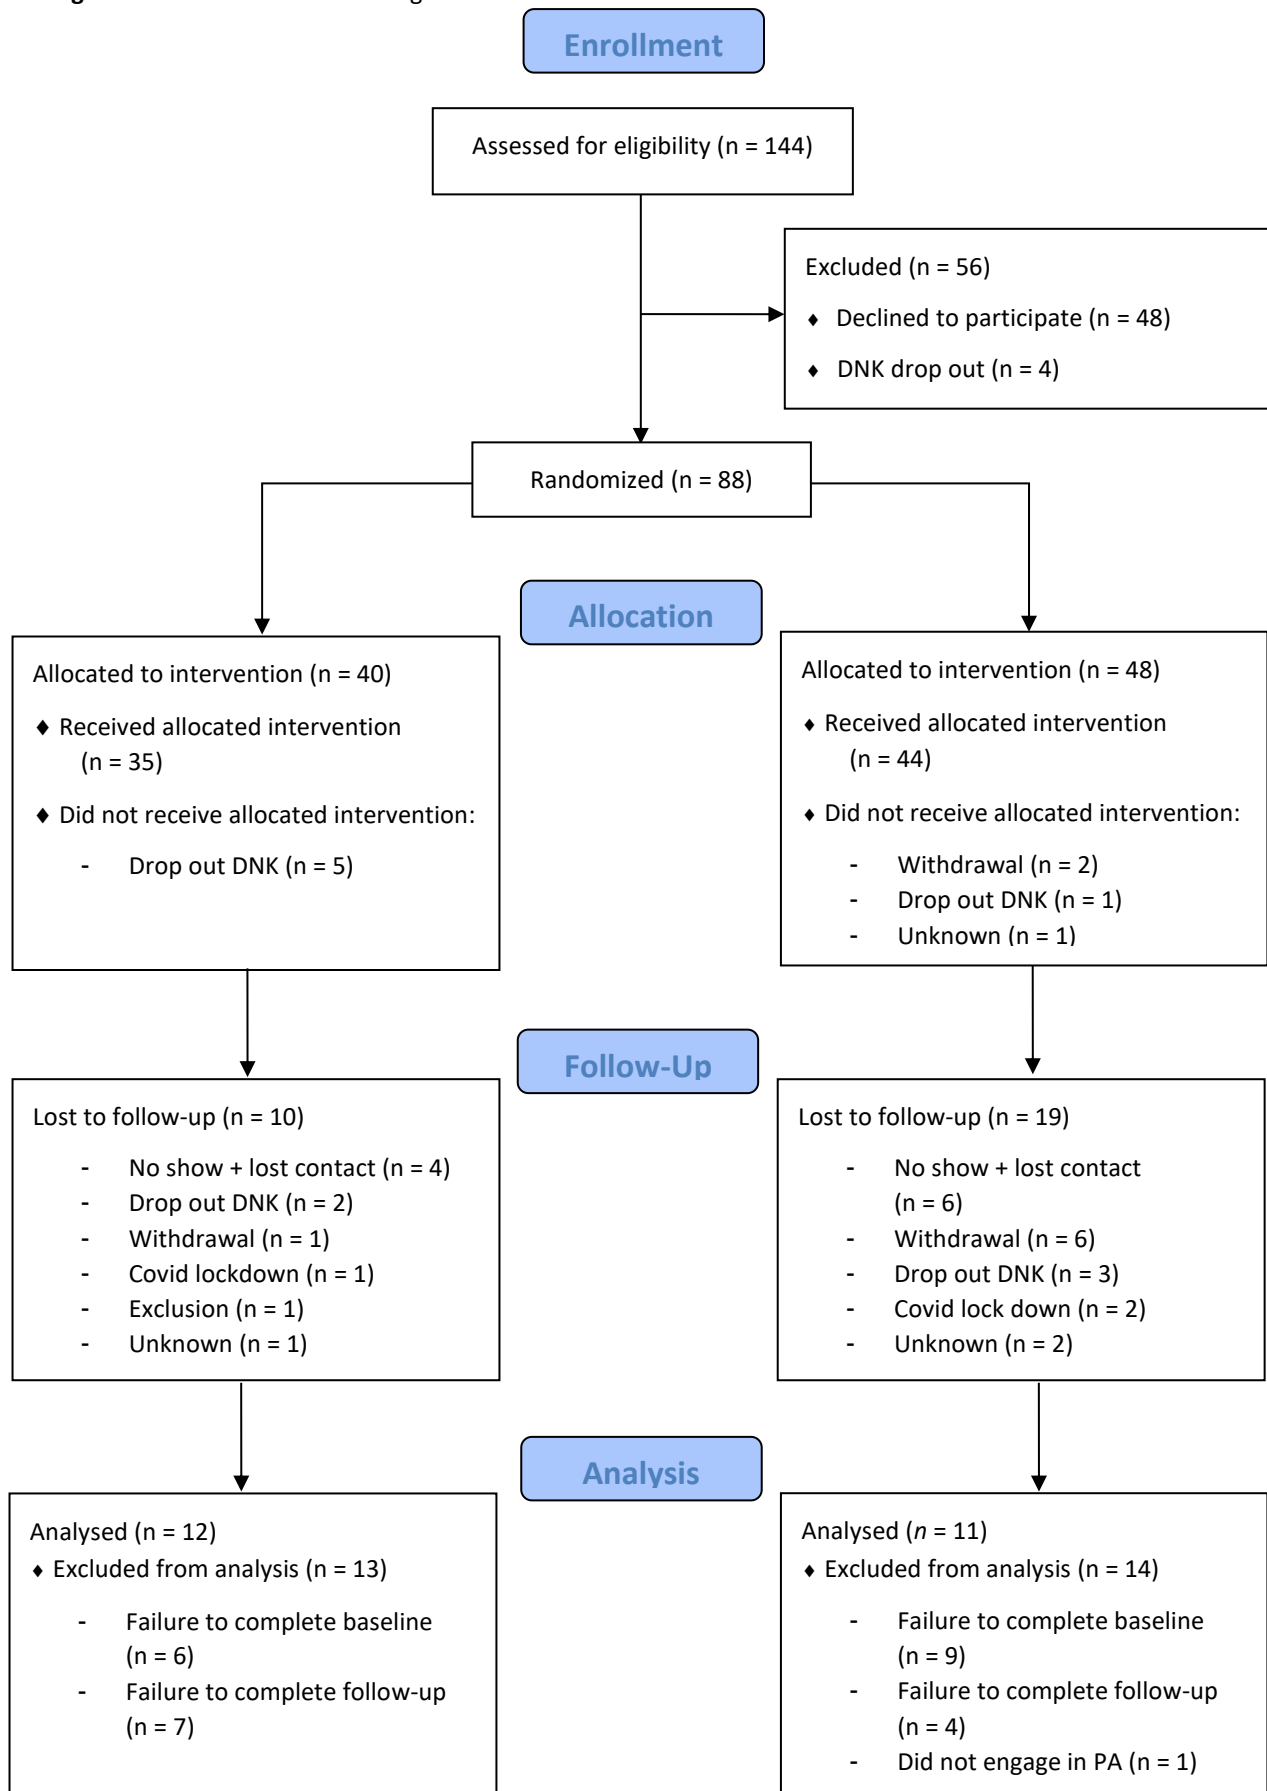 Enrollment
Assessed for eligibility (n = 144)
Excluded (n = 56)
♦ Declined to participate (n = 48)
♦ DNK drop out (n = 4)
Randomized (n = 88)
Allocation
Allocated to intervention (n = 40)
♦ Received allocated intervention
(n = 35)
♦ Did not receive allocated intervention:
- Drop out DNK (n = 5)
Allocated to intervention (n = 48)
♦ Received allocated intervention
(n = 44)
♦ Did not receive allocated intervention:
- Withdrawal (n = 2)
- Drop out DNK (n = 1)
- Unknown (n = 1)
Follow-Up
Lost to follow-up (n = 10)
- No show + lost contact (n = 4)
- Drop out DNK (n = 2)
- Withdrawal (n = 1)
- Covid lockdown (n = 1)
- Exclusion (n = 1)
- Unknown (n = 1)
Lost to follow-up (n = 19)
- No show + lost contact
(n = 6)
- Withdrawal (n = 6)
- Drop out DNK (n = 3)
- Covid lock down (n = 2)
- Unknown (n = 2)
Analysis
Analysed (n = 12)
♦ Excluded from analysis (n = 13)
- Failure to complete baseline
(n = 6)
- Failure to complete follow-up
(n = 7)
Analysed (n = 11)
♦ Excluded from analysis (n = 14)
- Failure to complete baseline
(n = 9)
- Failure to complete follow-up
(n = 4)
- Did not engage in PA (n = 1)